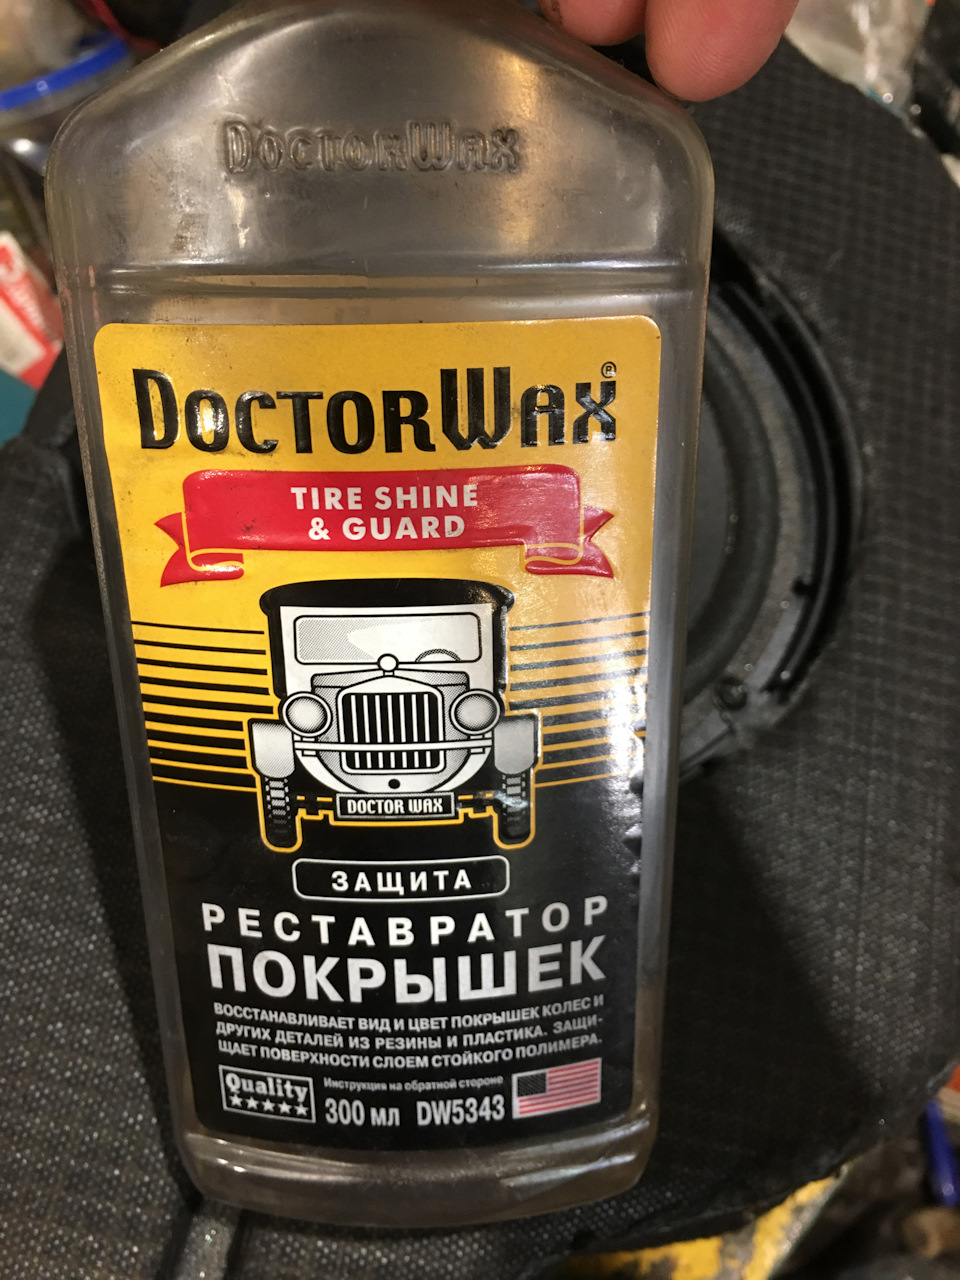 DOCTORWAX
DOCTORWAX®
TIRE SHINE
& GUARD
DOCTOR WAX
ЗАЩИТА
РЕСТАВРАТОР
ПОКРЫШЕК
ВОССТАНАВЛИВАЕТ ВИД И ЦВЕТ ПОКРЫШЕК КОЛЕС И
ДРУГИХ ДЕТАЛЕЙ ИЗ РЕЗИНЫ И ПЛАСТИКА. ЗАЩИ-
ЩАЕТ ПОВЕРХНОСТИ СЛОЕМ СТОЙКОГО ПОЛИМЕРА.
Quality
Инструкция на обратной стороне
300 мл DW5343